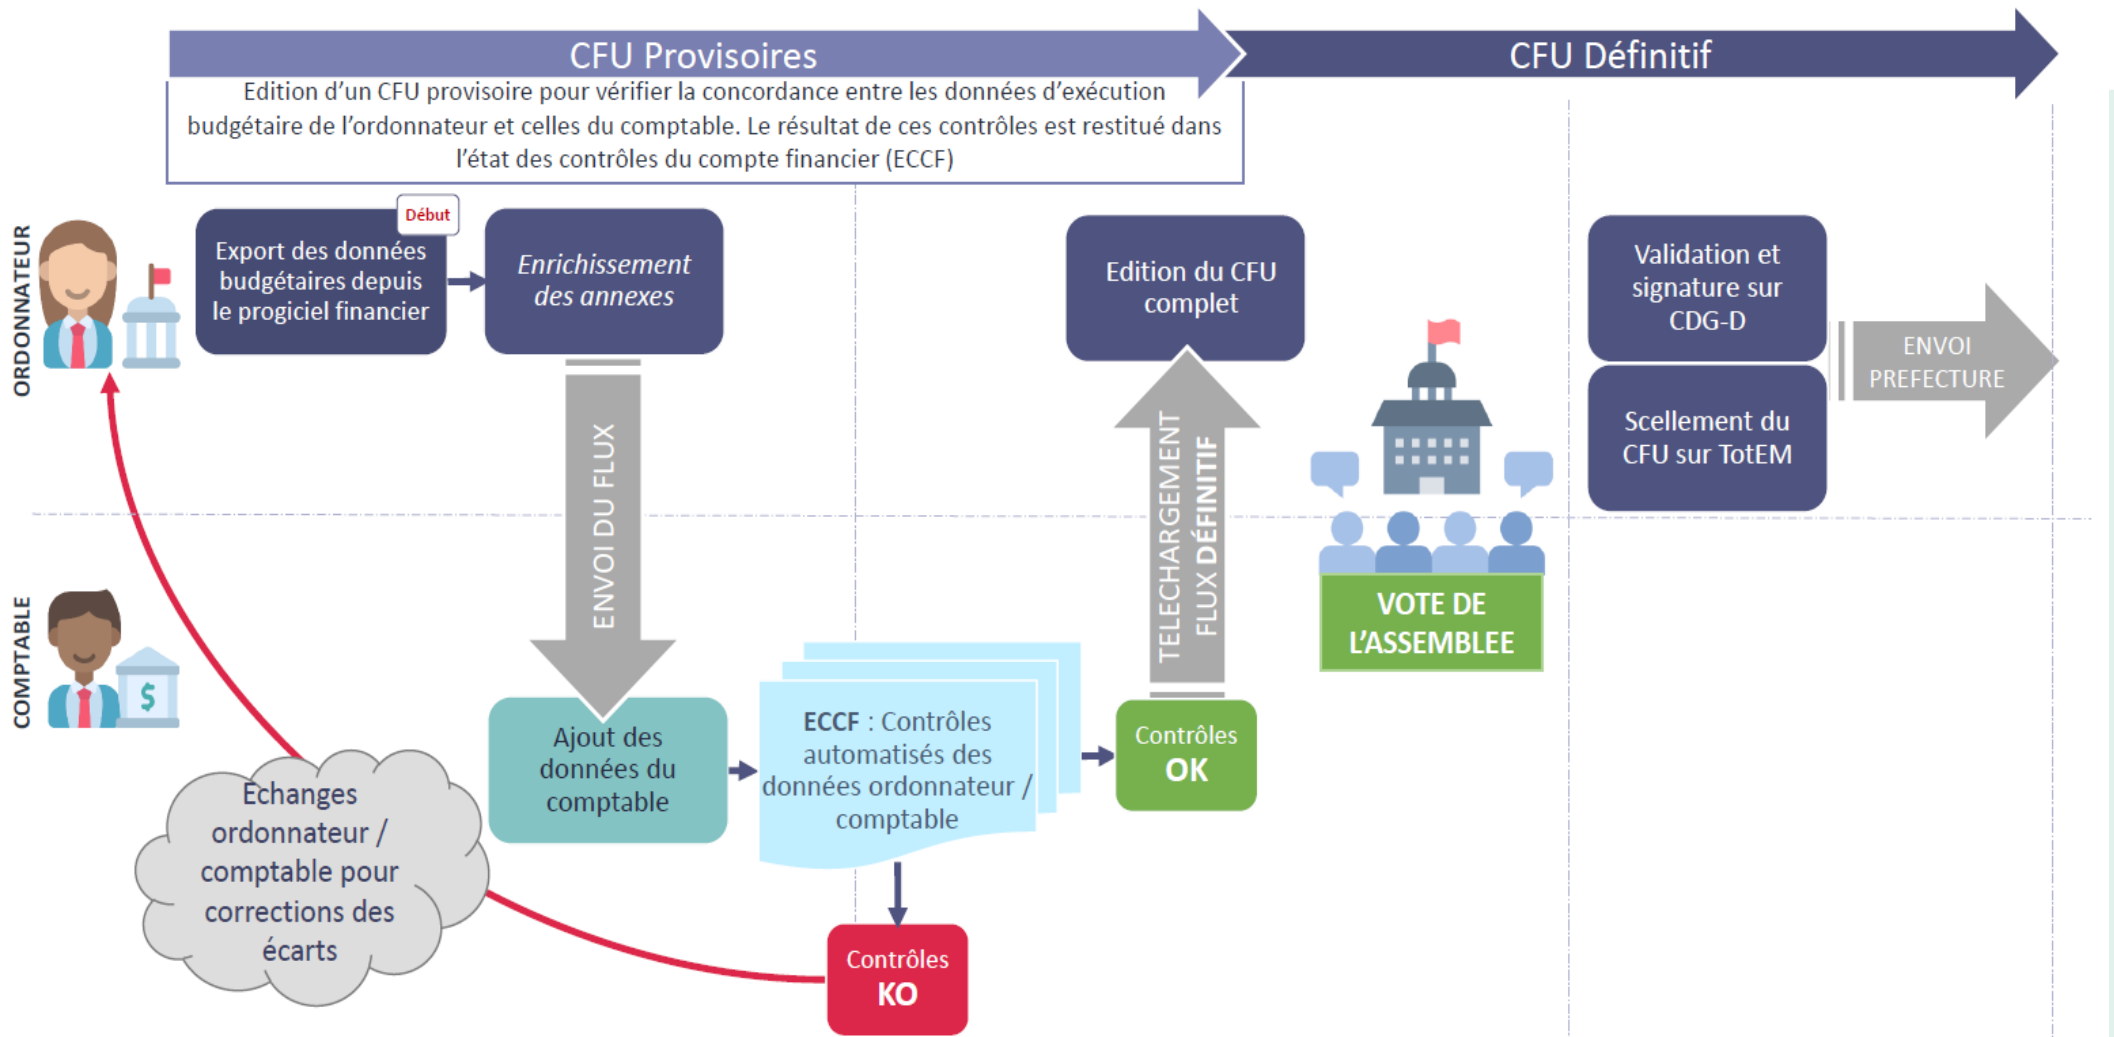 CFU Provisoires
CFU Définitif
Edition d’un CFU provisoire pour vérifier la concordance entre les données d’exécution
budgétaire de l’ordonnateur et celles du comptable. Le résultat de ces contrôles est restitué dans
l’état des contrôles du compte financier (ECCF)
ORDONNATEUR
Début
Export des données
budgétaires depuis
le progiciel financier
Enrichissement
des annexes
ENVOI DU FLUX
Edition du CFU
complet
TELECHARGEMENT
FLUX DÉFINITIF
Validation et
signature sur
CDG-D
Scellement du
CFU sur TotEM
ENVOI
PREFECTURE
VOTE DE
L’ASSEMBLEE
COMPTABLE
$
Ajout des
données du
comptable
ECCF : Contrôles
automatisés des
données ordonnateur /
comptable
Contrôles
OK
Contrôles
KO
Echanges
ordonnateur /
comptable pour
corrections des
écarts